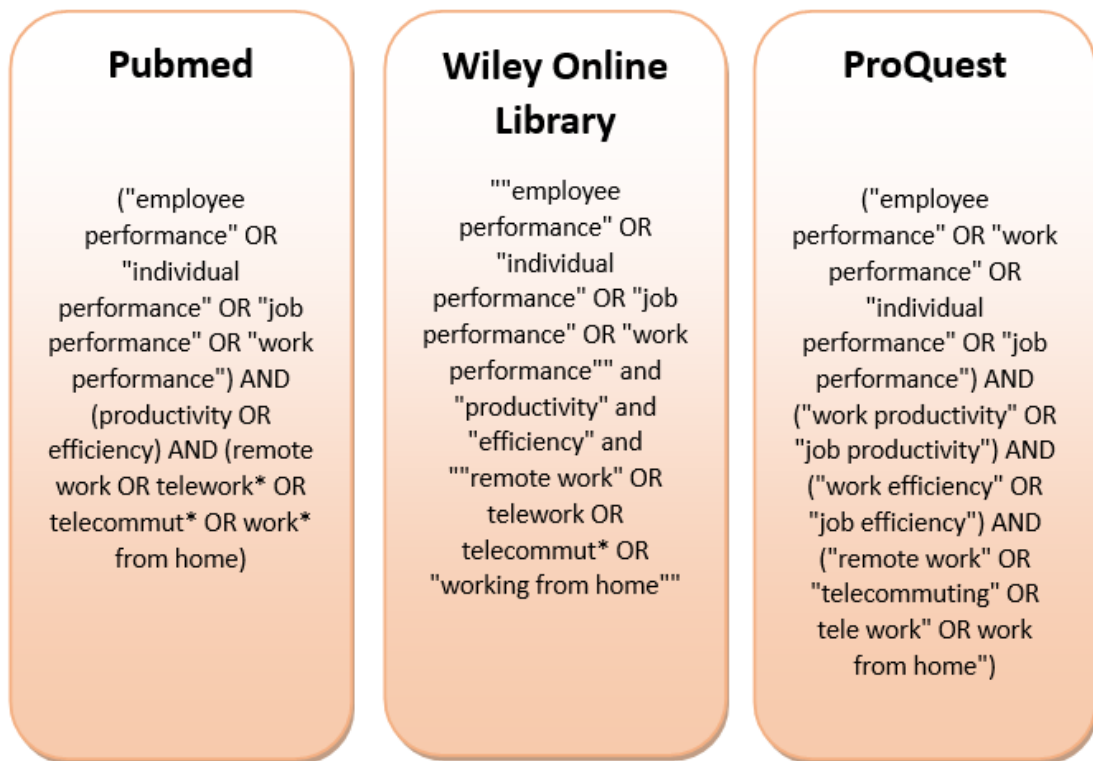 Pubmed
("employee
performance" OR
"individual
performance" OR "job
performance" OR "work
performance") AND
(productivity OR
efficiency) AND (remote
work OR telework* OR
telecommut* OR work*
from home)
Wiley Online
Library
""employee
performance" OR
"individual
performance" OR "job
performance" OR "work
performance"" and
"productivity" and
"efficiency" and
""remote work" OR
telework OR
telecommut* OR
"working from home""
ProQuest
("employee
performance" OR "work
performance" OR
"individual
performance" OR "job
performance") AND
("work productivity" OR
"job productivity") AND
("work efficiency" OR
"job efficiency") AND
("remote work" OR
"telecommuting" OR
tele work" OR work
from home")